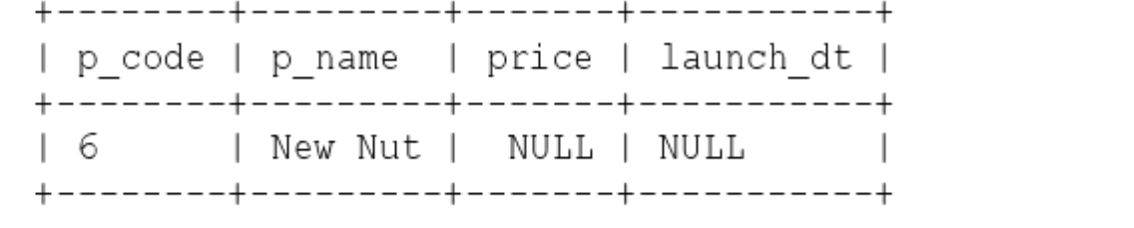 +--------+---------+-------+-----------+
| p_code | p_name  | price | launch_dt |
+--------+---------+-------+-----------+
| 6      | New Nut |  NULL | NULL      |
+--------+---------+-------+-----------+